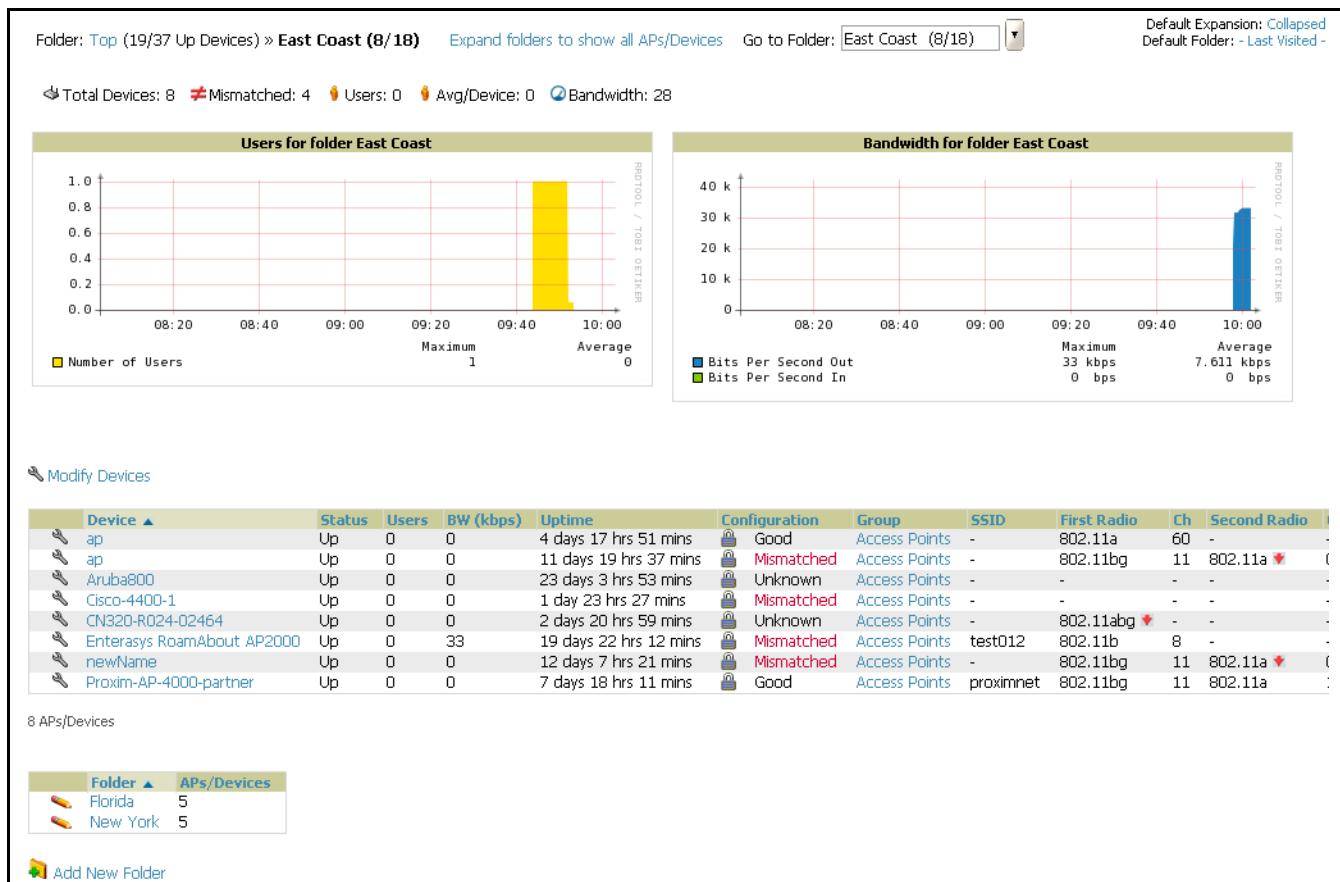 Folder: Top (19/37 Up Devices) » East Coast (8/18) Expand folders to show all APs/Devices Go to Folder: East Coast (8/18)
Default Expansion: Collapsed
Default Folder: - Last Visited -
Total Devices: 8 Mismatched: 4 Users: 0 Avg/Device: 0 Bandwidth: 28
Users for folder East Coast
1.0
0.8
0.6
0.4
0.2
0.0
08:20 08:40 09:00 09:20 09:40 10:00
Maximum Average
Number of Users 1 0
RRDTOOL / TOBI OETIKER
Bandwidth for folder East Coast
40 k
30 k
20 k
10 k
0
08:20 08:40 09:00 09:20 09:40 10:00
Maximum Average
Bits Per Second Out 33 kbps 7.611 kbps
Bits Per Second In 0 bps 0 bps
RRDTOOL / TOBI OETIKER
Modify Devices
Device Status Users BW (kbps) Uptime Configuration Group SSID First Radio Ch Second Radio
ap Up 0 0 4 days 17 hrs 51 mins Good Access Points - 802.11a 60 - -
ap Up 0 0 11 days 19 hrs 37 mins Mismatched Access Points - 802.11bg 11 802.11a
Aruba800 Up 0 0 23 days 3 hrs 53 mins Unknown Access Points - - - - -
Cisco-4400-1 Up 0 0 1 day 23 hrs 27 mins Mismatched Access Points - - - - -
CN320-R024-02464 Up 0 0 2 days 20 hrs 59 mins Unknown Access Points - 802.11abg - - -
Enterasys RoamAbout AP2000 Up 0 33 19 days 22 hrs 12 mins Mismatched Access Points test012 802.11b 8 - -
newName Up 0 0 12 days 7 hrs 21 mins Mismatched Access Points - 802.11bg 11 802.11a
Proxim-AP-4000-partner Up 0 0 7 days 18 hrs 11 mins Good Access Points proximnet 802.11bg 11 802.11a
8 APs/Devices
Folder APs/Devices
Florida 5
New York 5
Add New Folder